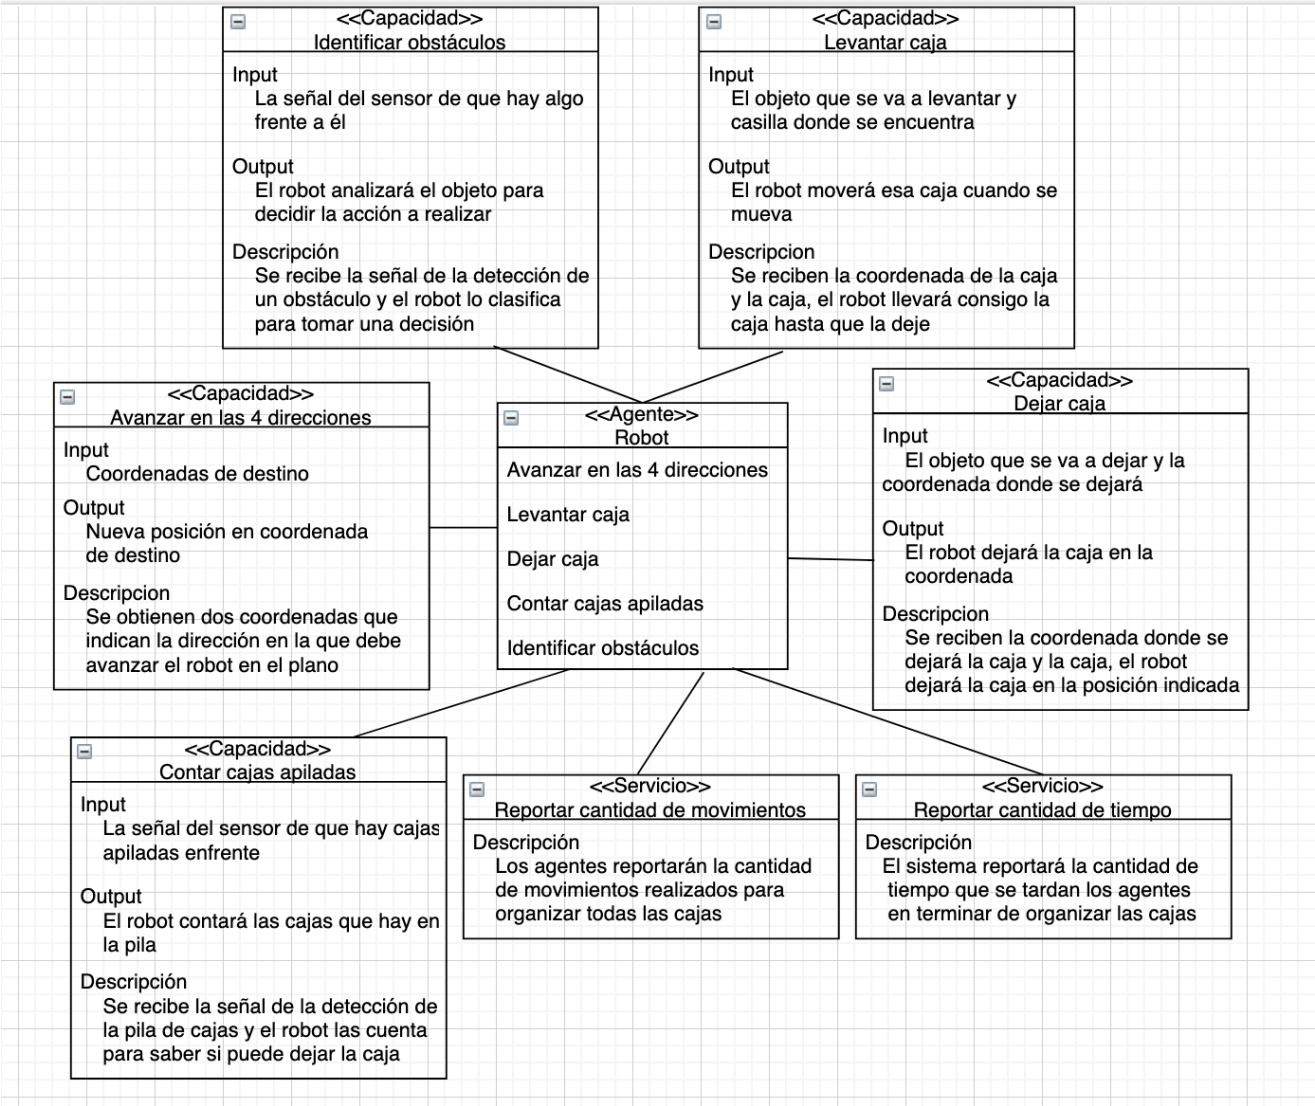 <<Capacidad>>
Identificar obstáculos
Input
La señal del sensor de que hay algo
frente a él
Output
El robot analizará el objeto para
decidir la acción a realizar
Descripción
Se recibe la señal de la detección de
un obstáculo y el robot lo clasifica
para tomar una decisión
<<Capacidad>>
Levantar caja
Input
El objeto que se va a levantar y
casilla donde se encuentra
Output
El robot moverá esa caja cuando se
mueva
Descripcion
Se reciben la coordenada de la caja
y la caja, el robot llevará consigo la
caja hasta que la deje
<<Capacidad>>
Avanzar en las 4 direcciones
Input
Coordenadas de destino
Output
Nueva posición en coordenada
de destino
Descripcion
Se obtienen dos coordenadas que
indican la dirección en la que debe
avanzar el robot en el plano
<<Agente>>
Robot
Avanzar en las 4 direcciones
Levantar caja
Dejar caja
Contar cajas apiladas
Identificar obstáculos
<<Capacidad>>
Dejar caja
Input
El objeto que se va a dejar y la
coordenada donde se dejará
Output
El robot dejará la caja en la
coordenada
Descripcion
Se reciben la coordenada donde se
dejará la caja y la caja, el robot
dejará la caja en la posición indicada
<<Capacidad>>
Contar cajas apiladas
Input
La señal del sensor de que hay cajas
apiladas enfrente
Output
El robot contará las cajas que hay en
la pila
Descripción
Se recibe la señal de la detección de
la pila de cajas y el robot las cuenta
para saber si puede dejar la caja
<<Servicio>>
Reportar cantidad de movimientos
Descripción
Los agentes reportarán la cantidad
de movimientos realizados para
organizar todas las cajas
<<Servicio>>
Reportar cantidad de tiempo
Descripción
El sistema reportará la cantidad de
tiempo que se tardan los agentes
en terminar de organizar las cajas